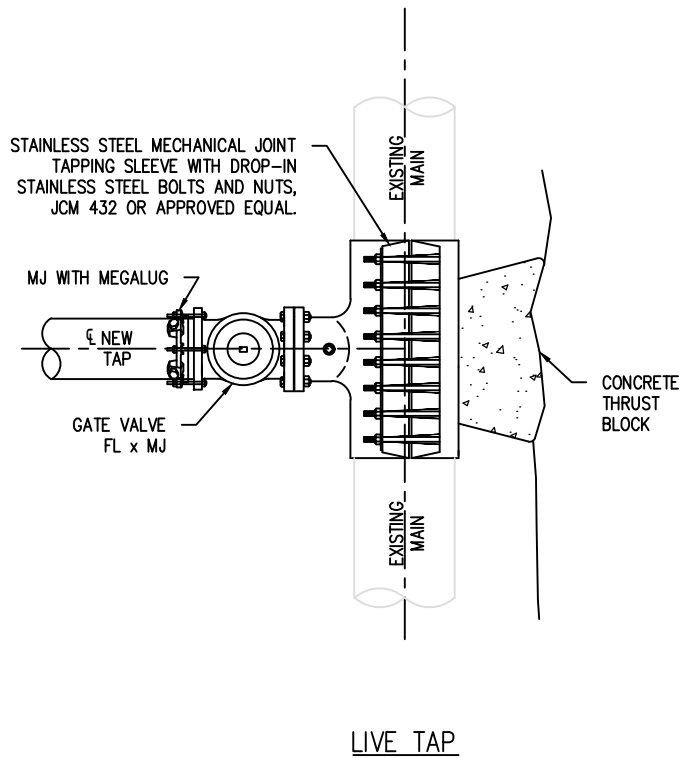 STAINLESS STEEL MECHANICAL JOINT
TAPPING SLEEVE WITH DROP-IN
STAINLESS STEEL BOLTS AND NUTS,
JCM 432 OR APPROVED EQUAL.
EXISTING
MAIN
MJ WITH MEGALUG
℄ NEW
TAP
GATE VALVE
FL x MJ
CONCRETE
THRUST
BLOCK
EXISTING
MAIN
LIVE TAP